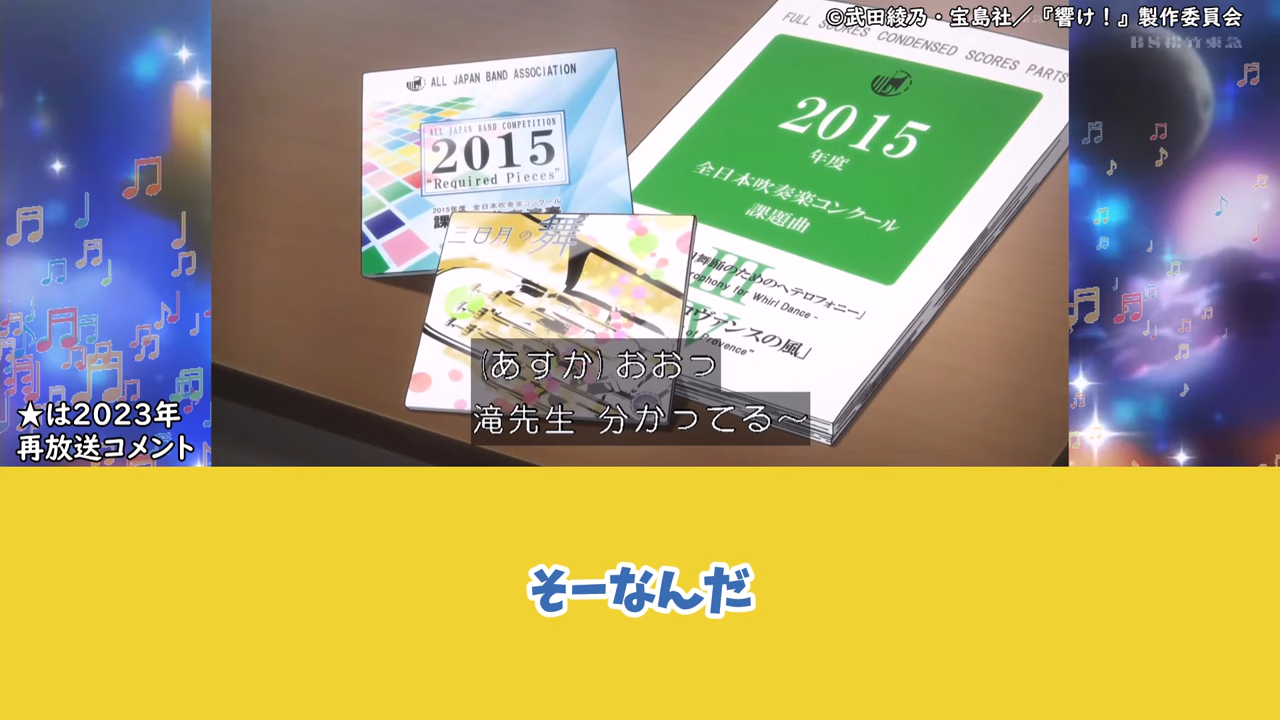 ©武田綾乃・宝島社／『響け！』製作委員会
FULL SCORES CONDENSED SCORES PARTS
2015
年度
全日本吹奏楽コンクール
課題曲
舞踊のためのヘテロフォニー」
rophony for Whirl Dance -
ロヴァンスの風」
of Provence"
ALL JAPAN BAND ASSOCIATION
ALL JAPAN BAND COMPETITION
2015
"Required Pieces"
2015年度 全日本吹奏楽コンクール
課
三日月の舞
(あすか) おおっ
滝先生 分かってる～
★は2023年
再放送コメント
そーなんだ